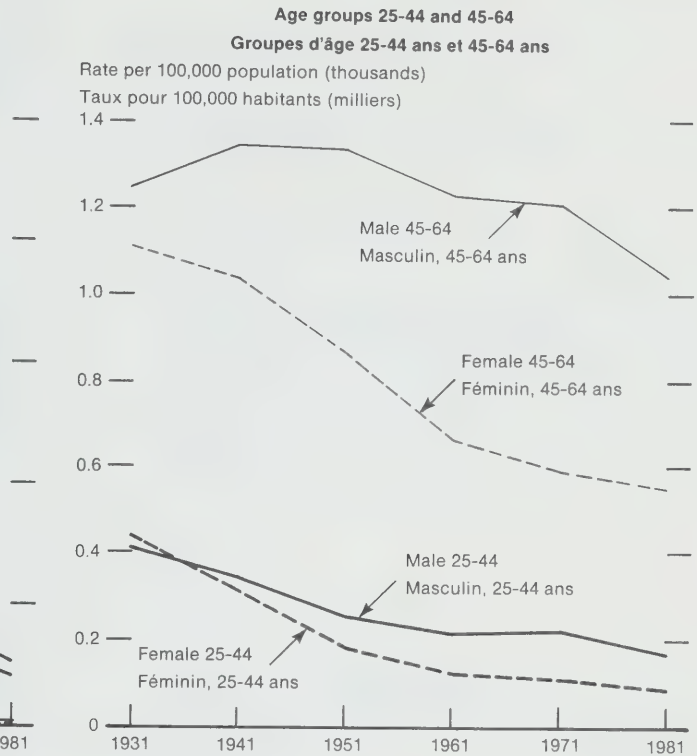 Age groups 25-44 and 45-64
Groupes d'âge 25-44 ans et 45-64 ans
Rate per 100,000 population (thousands)
Taux pour 100,000 habitants (milliers)
1.4
1.2
Male 45-64
Masculin, 45-64 ans
1.0
Female 45-64
Féminin, 45-64 ans
0.8
0.6
0.4
Male 25-44
Masculin, 25-44 ans
0.2
Female 25-44
Féminin, 25-44 ans
0
981 1931 1941 1951 1961 1971 1981